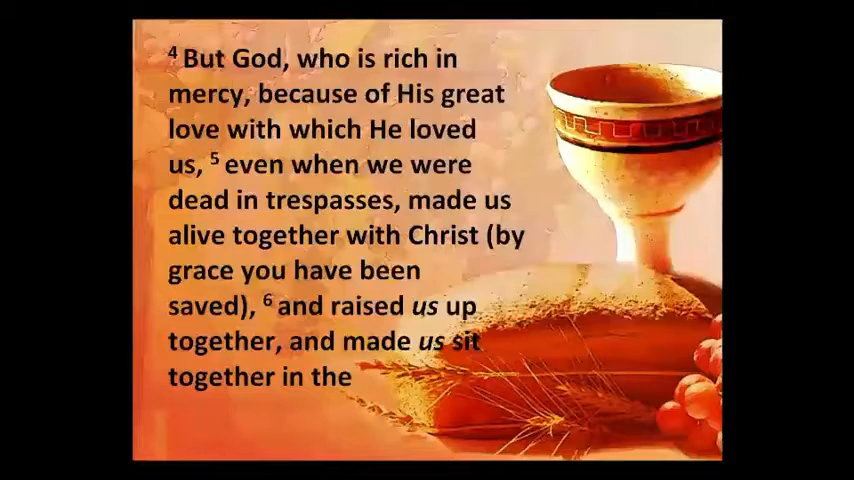 4 But God, who is rich in
mercy, because of His great
love with which He loved
us, 5 even when we were
dead in trespasses, made us
alive together with Christ (by
grace you have been
saved), 6 and raised us up
together, and made us sit
together in the